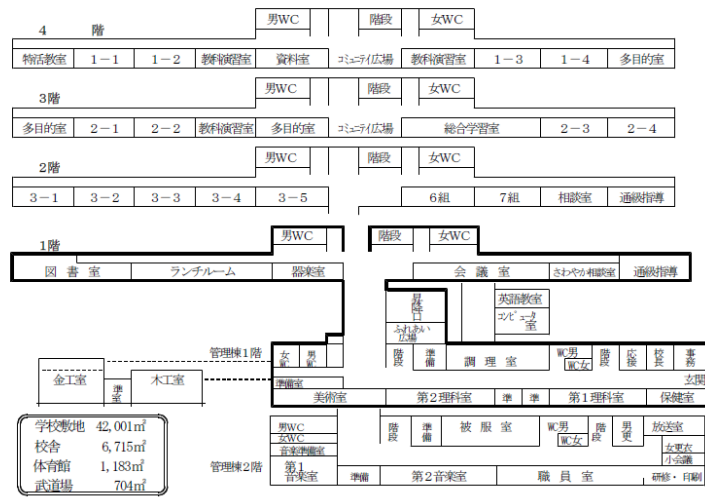 男WC 階段 女WC
4 階
特活教室 1－1 1－2 教科演習室 資料室 コミュニティ広場 教科演習室 1－3 1－4 多目的室
男WC 階段 女WC
3階
多目的室 2－1 2－2 教科演習室 多目的室 コミュニティ広場 総合学習室 2－3 2－4
男WC 階段 女WC
2階
3－1 3－2 3－3 3－4 3－5 6組 7組 相談室 通級指導
男WC 階段 女WC
1階
図 書 室 ランチルーム 器楽室 会 議 室 さわやか相談室 通級指導
昇降口 英語教室
コンピュータ室
ふれあい広場
管理棟1階 女WC 男WC 階段 準備 調 理 室 WC男 WC女 階段 応接 校長 事務
金工室 準室 木工室 準備室 玄関
美術室 第2理科室 準 準 第1理科室 保健室
学校敷地 42,001㎡
校舎 6,715㎡
体育館 1,183㎡
武道場 704㎡
男WC 階段 準備 被 服 室 WC男 WC女 階段 男更 放送室
女WC
音楽準備室 女更衣
管理棟2階 第1音楽室 準備 第2音楽室 職 員 室 小会議
研修・印刷